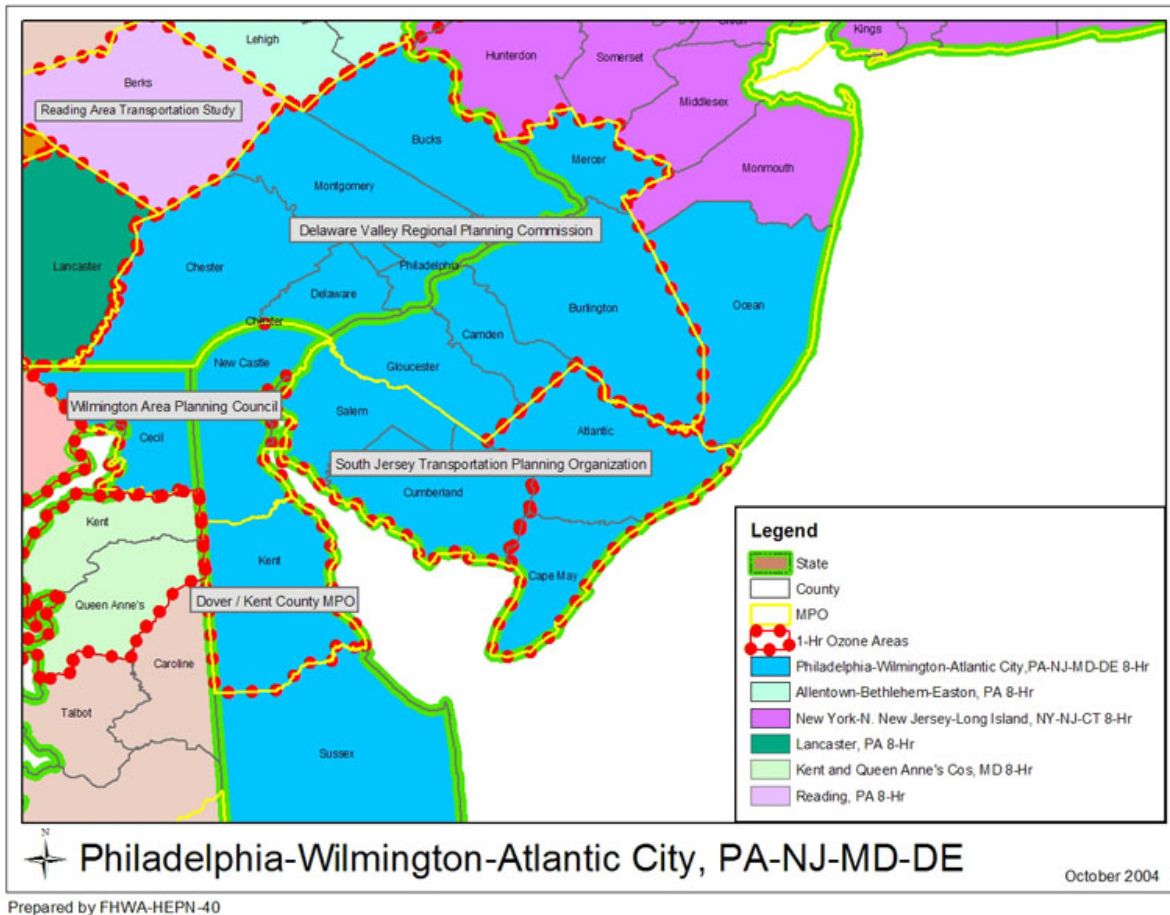 Lehigh
Hunterdon
Somerset
Union
Kings
Berks
Reading Area Transportation Study
Middlesex
Bucks
Mercer
Monmouth
Montgomery
Delaware Valley Regional Planning Commission
Lancaster
Chester
Philadelphia
Delaware
Ocean
Burlington
Chester
Camden
New Castle
Gloucester
Wilmington Area Planning Council
Salem
Atlantic
Cecil
South Jersey Transportation Planning Organization
Cumberland
Kent
Kent
Cape May
Queen Anne's
Dover / Kent County MPO
Caroline
Talbot
Sussex
Legend
State
County
MPO
1-Hr Ozone Areas
Philadelphia-Wilmington-Atlantic City,PA-NJ-MD-DE 8-Hr
Allentown-Bethlehem-Easton, PA 8-Hr
New York-N. New Jersey-Long Island, NY-NJ-CT 8-Hr
Lancaster, PA 8-Hr
Kent and Queen Anne's Cos, MD 8-Hr
Reading, PA 8-Hr
N
Philadelphia-Wilmington-Atlantic City, PA-NJ-MD-DE
October 2004
Prepared by FHWA-HEPN-40